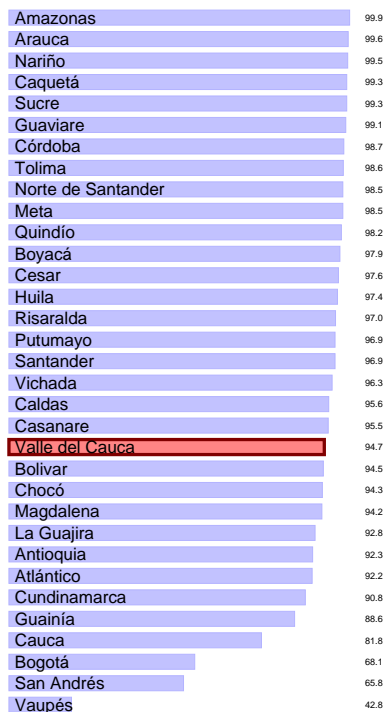 Amazonas 99.9
Arauca 99.6
Nariño 99.5
Caquetá 99.3
Sucre 99.3
Guaviare 99.1
Córdoba 98.7
Tolima 98.6
Norte de Santander 98.5
Meta 98.5
Quindío 98.2
Boyacá 97.9
Cesar 97.6
Huila 97.4
Risaralda 97.0
Putumayo 96.9
Santander 96.9
Vichada 96.3
Caldas 95.6
Casanare 95.5
Valle del Cauca 94.7
Bolivar 94.5
Chocó 94.3
Magdalena 94.2
La Guajira 92.8
Antioquia 92.3
Atlántico 92.2
Cundinamarca 90.8
Guainía 88.6
Cauca 81.8
Bogotá 68.1
San Andrés 65.8
Vaupés 42.8